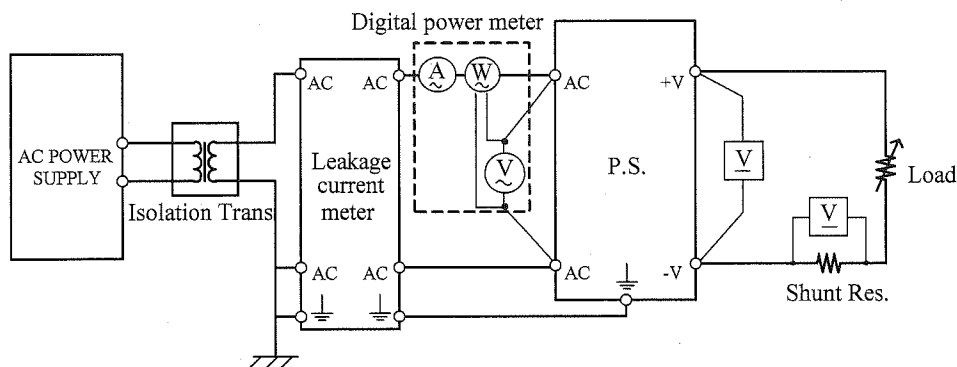 Digital power meter
AC POWER
SUPPLY
Isolation Trans
AC
AC
Leakage
current
meter
AC
AC
A
W
V
AC
P.S.
AC
+V
-V
V
V
Load
Shunt Res.